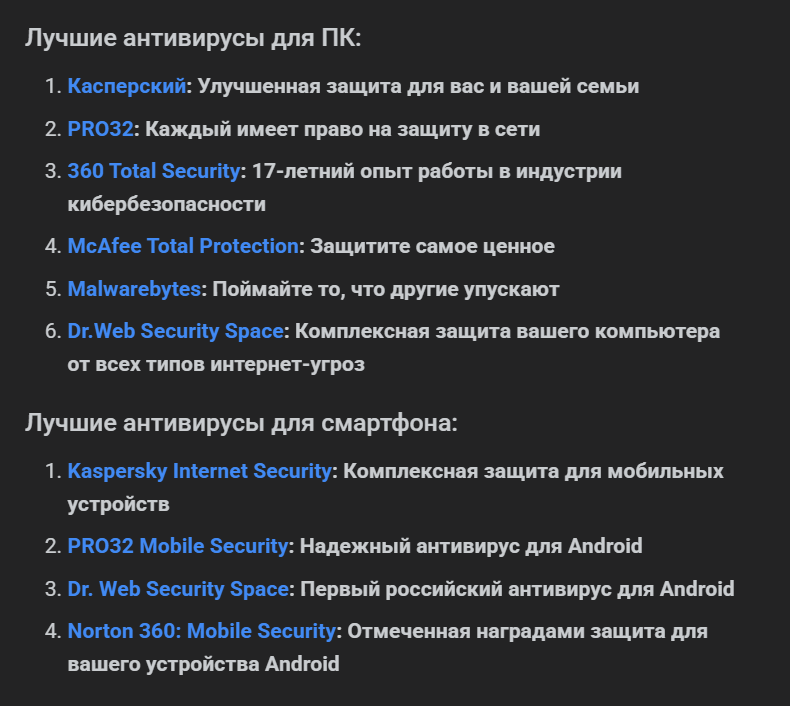 Лучшие антивирусы для ПК:
1. Касперский: Улучшенная защита для вас и вашей семьи
2. PRO32: Каждый имеет право на защиту в сети
3. 360 Total Security: 17-летний опыт работы в индустрии
кибербезопасности
4. McAfee Total Protection: Защитите самое ценное
5. Malwarebytes: Поймайте то, что другие упускают
6. Dr.Web Security Space: Комплексная защита вашего компьютера
от всех типов интернет-угроз
Лучшие антивирусы для смартфона:
1. Kaspersky Internet Security: Комплексная защита для мобильных
устройств
2. PRO32 Mobile Security: Надежный антивирус для Android
3. Dr. Web Security Space: Первый российский антивирус для Android
4. Norton 360: Mobile Security: Отмеченная наградами защита для
вашего устройства Android